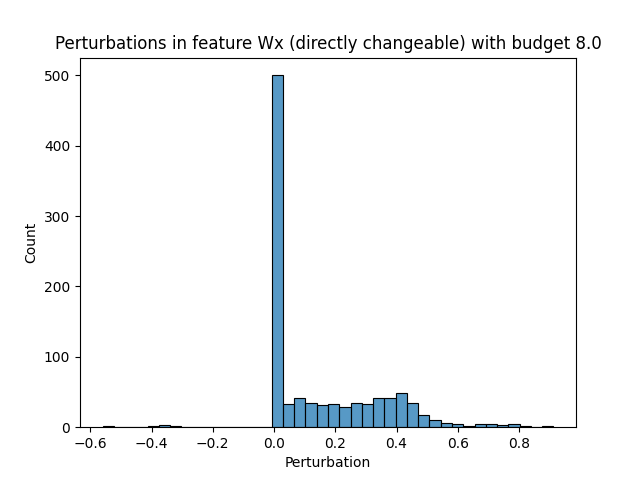 Perturbations in feature Wx (directly changeable) with budget 8.0
500
400
300
200
100
0
Count
−0.6 −0.4 −0.2 0.0 0.2 0.4 0.6 0.8
Perturbation